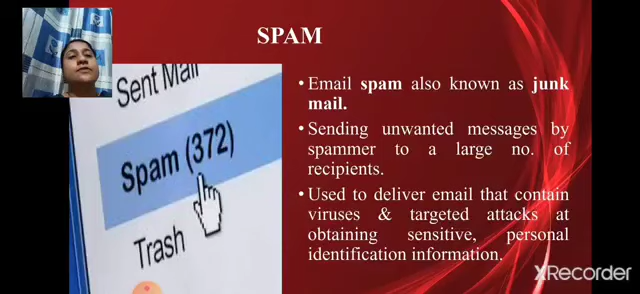 SPAM
Sent Mail
Spam (372)
Trash
• Email spam also known as junk
mail.
• Sending unwanted messages by
spammer to a large no. of
recipients.
• Used to deliver email that contain
viruses & targeted attacks at
obtaining sensitive, personal
identification information.
XRecorder